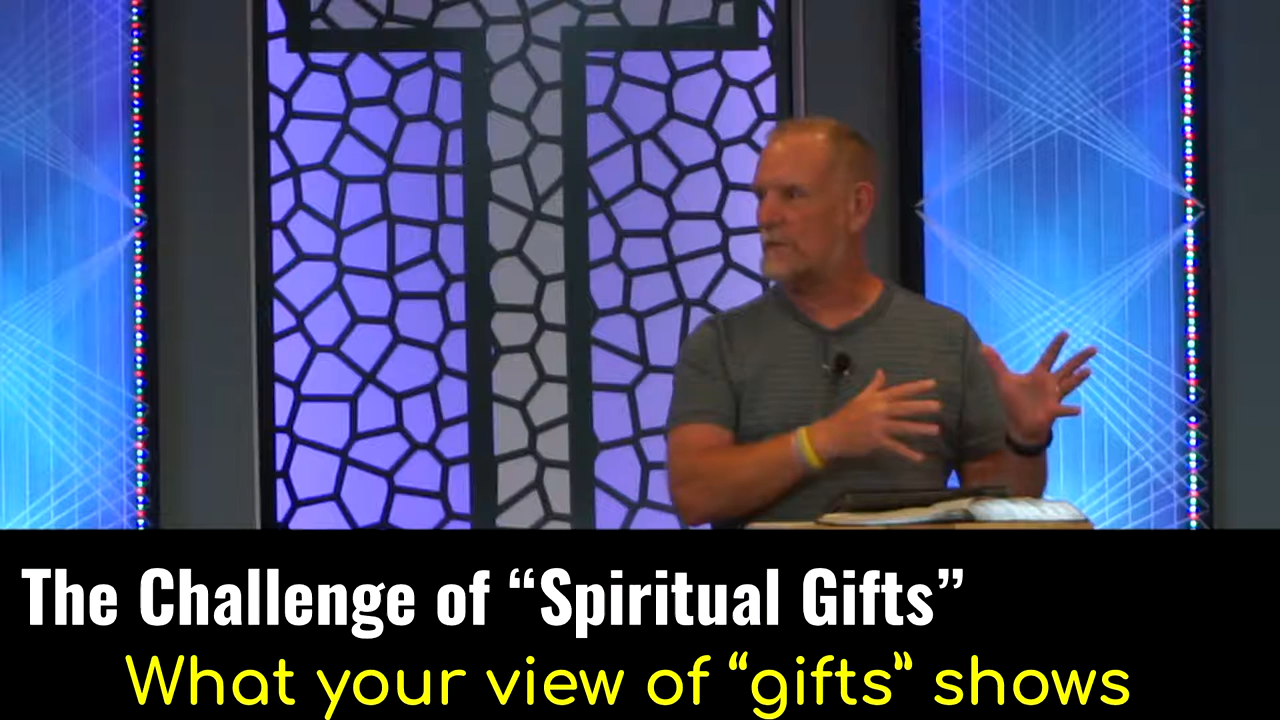 The Challenge of “Spiritual Gifts”
What your view of “gifts” shows